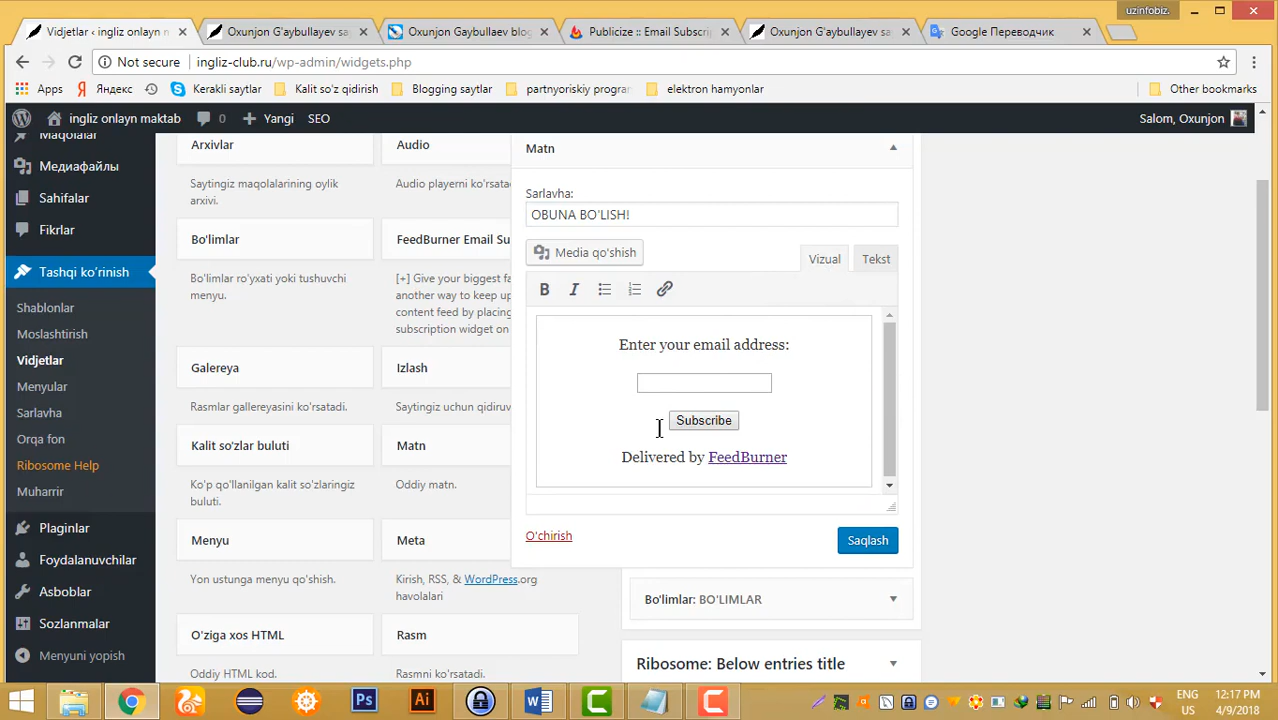 uzinfobiz.
Vidjetlar ‹ ingliz onlayn m
Oxunjon G'aybullayev sa
Oxunjon Gaybullaev blog
Publicize :: Email Subscri
Oxunjon G'aybullayev sa
Google Переводчик
Not secure
ingliz-club.ru/wp-admin/widgets.php
Apps
Яндекс
Kerakli saytlar
Kalit so'z qidirish
Blogging saytlar
partnyoriskiy progran
elektron hamyonlar
Other bookmarks
ingliz onlayn maktab
0
Yangi
SEO
Salom, Oxunjon
Maqolalar
Медиафайлы
Sahifalar
Fikrlar
Tashqi ko‘rinish
Shablonlar
Moslashtirish
Vidjetlar
Menyular
Sarlavha
Orqa fon
Ribosome Help
Muharrir
Plaginlar
Foydalanuvchilar
Asboblar
Sozlanmalar
Menyuni yopish
Arxivlar
Saytingiz maqolalarining oylik
arxivi.
Audio
Audio playerni ko'rsatadi.
Bo'limlar
Bo'limlar ro'yxati yoki tushuvchi
menyu.
FeedBurner Email Su
[+] Give your biggest fa
another way to keep up
content feed by placing
subscription widget on
Galereya
Rasmlar gallereyasini ko'rsatadi.
Izlash
Saytingiz uchun qidiruv
Kalit so‘zlar buluti
Ko‘p qo‘llanilgan kalit so‘zlaringiz
buluti.
Matn
Oddiy matn.
Menyu
Yon ustunga menyu qo'shish.
Meta
Kirish, RSS, & WordPress.org
havolalari
O'ziga xos HTML
Oddiy HTML kod.
Rasm
Rasmni ko'rsatadi.
Matn
Sarlavha:
OBUNA BO'LISH!
Media qo'shish
Vizual
Tekst
B
I
Enter your email address:
Subscribe
Delivered by FeedBurner
O'chirish
Saqlash
Bo'limlar: BO'LIMLAR
Ribosome: Below entries title
Ps
Ai
ENG
US
12:17 PM
4/9/2018